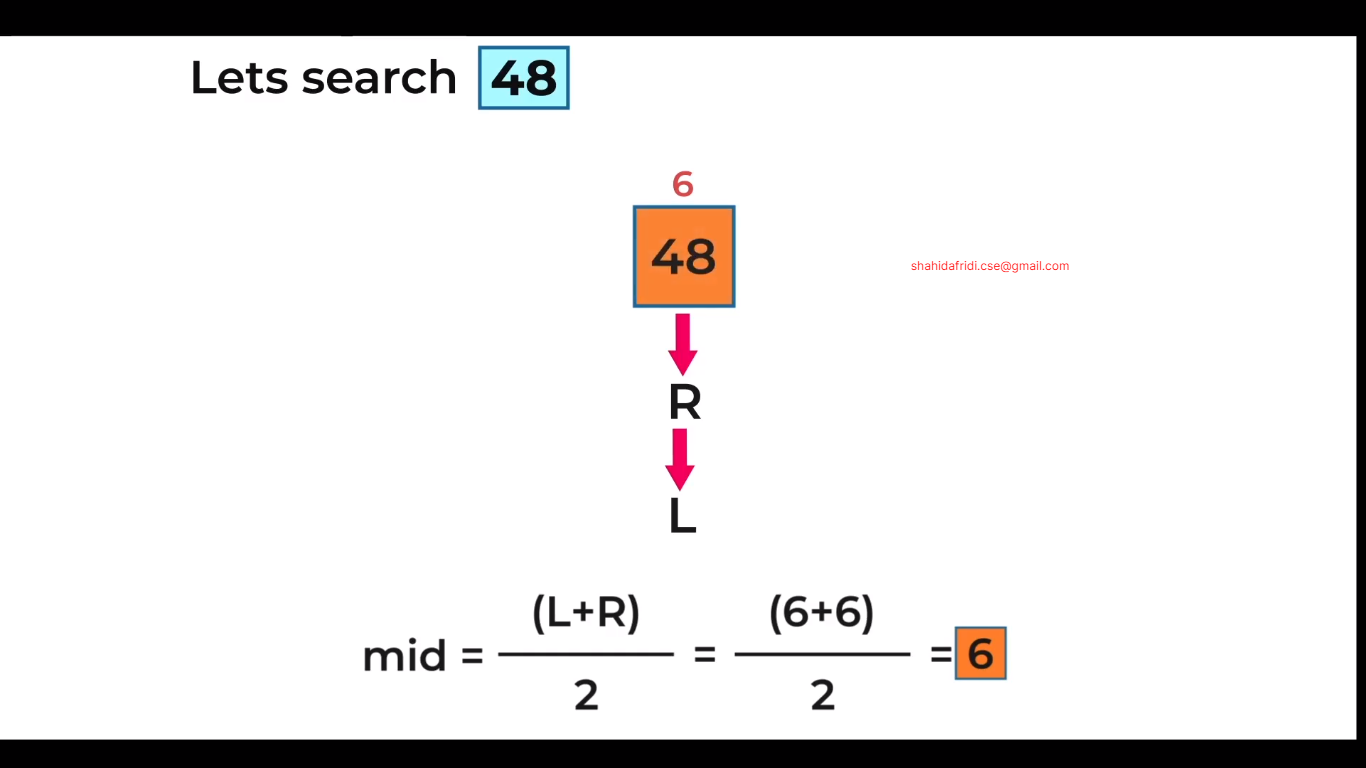 Lets search 48
6
48
shahidafridi.cse@gmail.com
R
L
(L+R) (6+6)
mid = = = 6
2 2